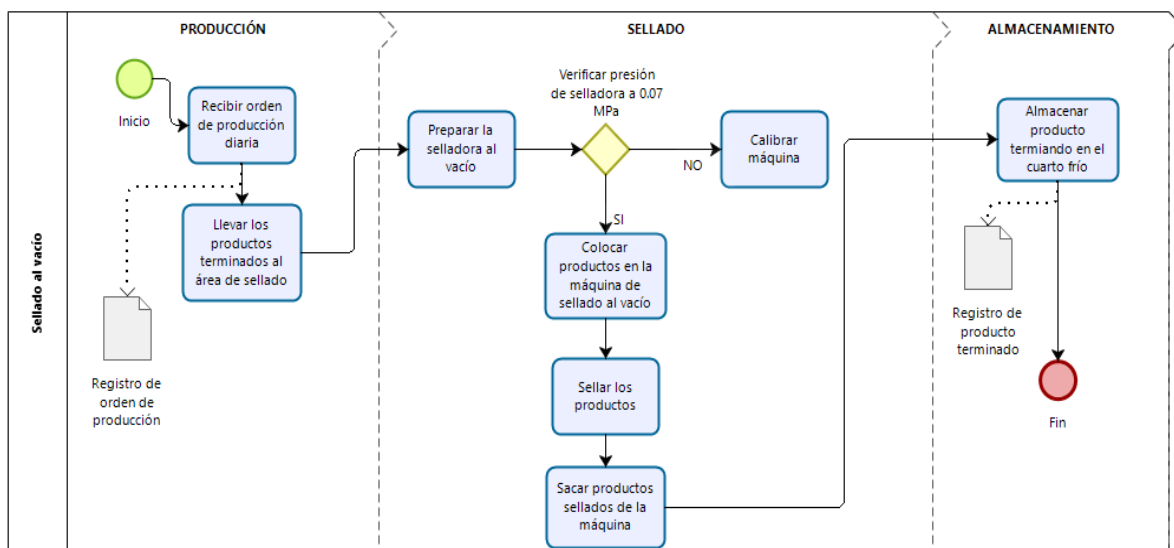 Sellado al vacío
PRODUCCIÓN
SELLADO
ALMACENAMIENTO
Inicio
Recibir orden
de producción
diaria
Llevar los
productos
terminados al
área de sellado
Registro de
orden de
producción
Preparar la
selladora al
vacío
Verificar presión
de selladora a 0.07
MPa
NO
Calibrar
máquina
SI
Colocar
productos en la
máquina de
sellado al vacío
Sellar los
productos
Sacar productos
sellados de la
máquina
Almacenar
producto
termiando en el
cuarto frío
Registro de
producto
terminado
Fin